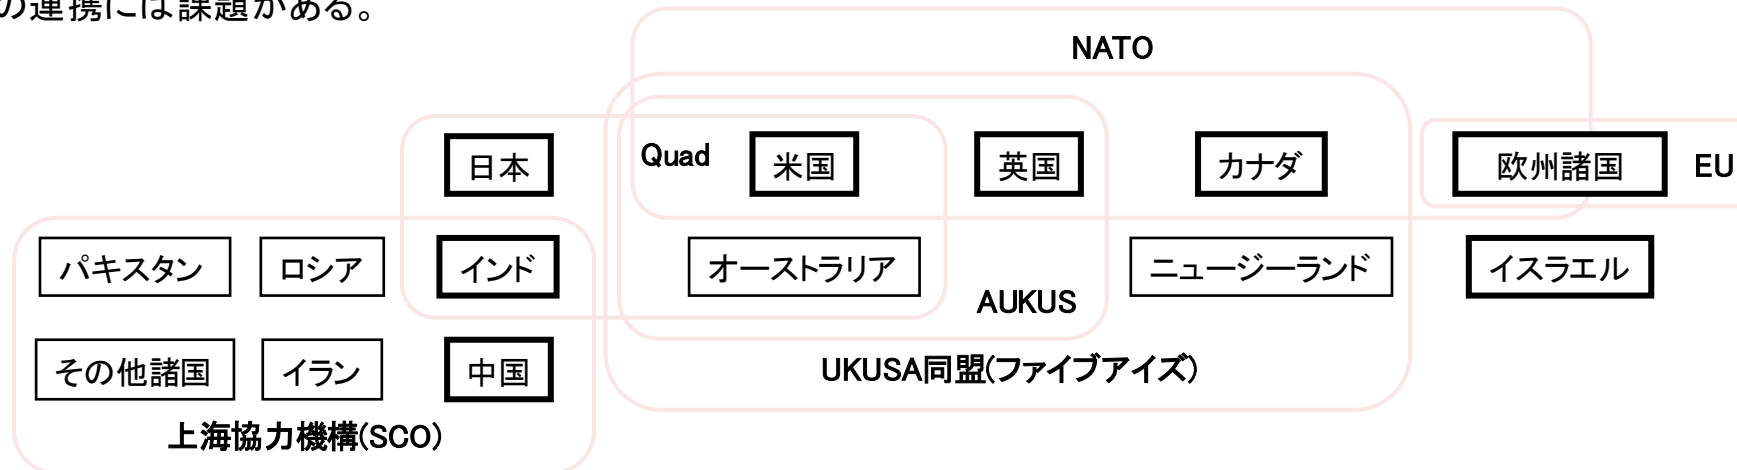 の連携には課題がある。
NATO
日本
Quad
米国
英国
カナダ
欧州諸国
EU
パキスタン
ロシア
インド
オーストラリア
ニュージーランド
イスラエル
AUKUS
その他諸国
イラン
中国
UKUSA同盟(ファイブアイズ)
上海協力機構(SCO)